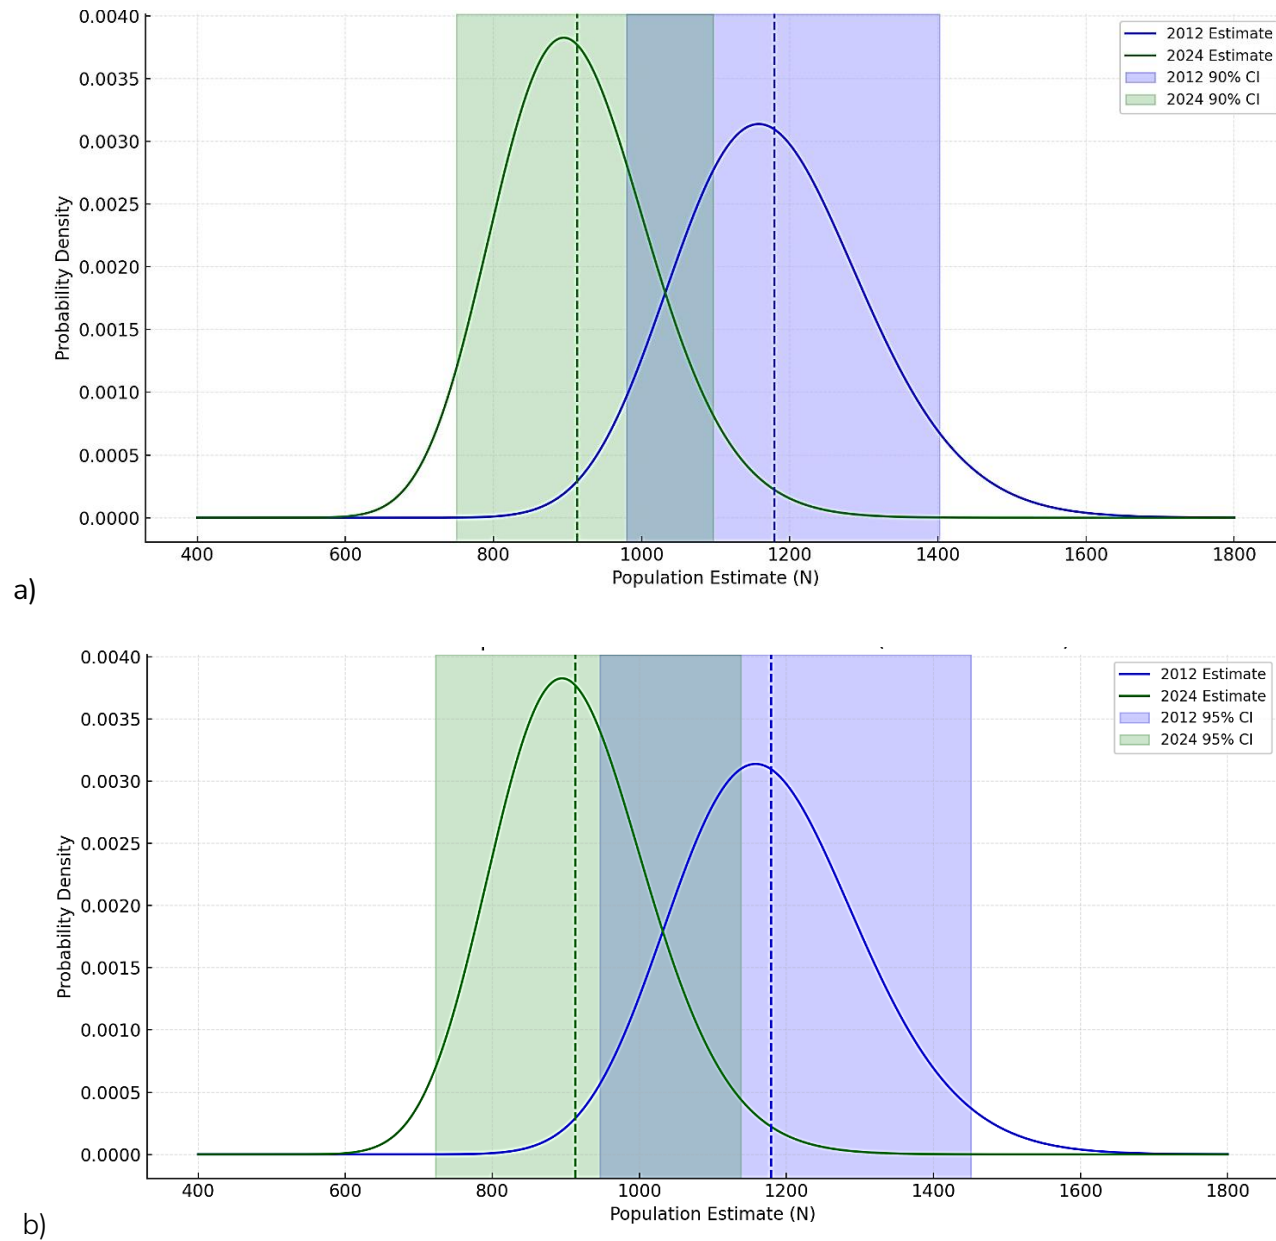 0.0040
0.0035
0.0030
0.0025
0.0020
0.0015
0.0010
0.0005
0.0000
Probability Density
2012 Estimate
2024 Estimate
2012 90% CI
2024 90% CI
400 600 800 1000 1200 1400 1600 1800
Population Estimate (N)
a)
0.0040
0.0035
0.0030
0.0025
0.0020
0.0015
0.0010
0.0005
0.0000
Probability Density
2012 Estimate
2024 Estimate
2012 95% CI
2024 95% CI
400 600 800 1000 1200 1400 1600 1800
Population Estimate (N)
b)